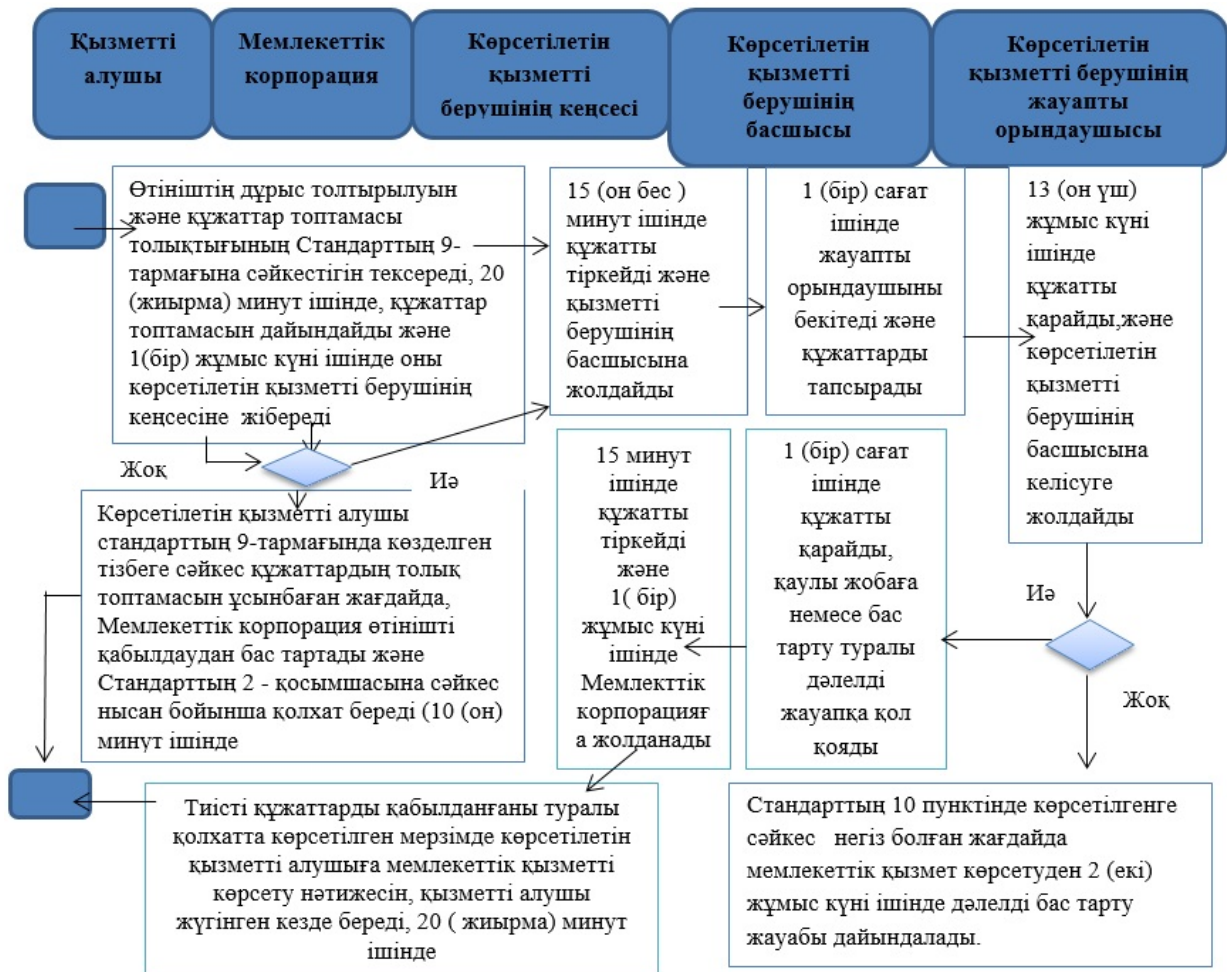 Қызметті
алушы
Мемлекеттік
корпорация
Көрсетілетін
қызметті
берушінің кеңсесі
Көрсетілетін
қызметті
берушінің
басшысы
Көрсетілетін
қызметті берушінің
жауапты
орындаушысы
Өтініштің дұрыс толтырылуын
және құжаттар топтамасы
толықтығының Стандарттың 9-
тармағына сәйкестігін тексереді, 20
(жиырма) минут ішінде, құжаттар
топтамасын дайындайды және
1(бір) жұмыс күні ішінде оны
көрсетілетін қызметті берушінің
кеңсесіне жібереді
15 (он бес )
минут ішінде
құжатты
тіркейді және
қызметті
берушінің
басшысына
жолдайды
1 (бір) сағат
ішінде
жауапты
орындаушыны
бекітеді және
құжаттарды
тапсырады
13 (он үш)
жұмыс күні
ішінде
құжатты
қарайды,және
көрсетілетін
қызметті
берушінің
басшысына
келісуге
жолдайды
Жоқ
Иә
Көрсетілетін қызметті алушы
стандарттың 9-тармағында көзделген
тізбеге сәйкес құжаттардың толық
топтамасын ұсынбаған жағдайда,
Мемлекеттік корпорация өтінішті
қабылдаудан бас тартады және
Стандарттың 2 - қосымшасына сәйкес
нысан бойынша қолхат береді (10 (он)
минут ішінде
15 минут
ішінде
құжатты
тіркейді
және
1( бір)
жұмыс күні
ішінде
Мемлекттік
корпорацияғ
а жолданады
1 (бір) сағат
ішінде
құжатты
қарайды,
қаулы жобаға
немесе бас
тарту туралы
дәлелді
жауапқа қол
қояды
Иә
Жоқ
Тиісті құжаттарды қабылданғаны туралы
қолхатта көрсетілген мерзімде көрсетілетін
қызметті алушыға мемлекеттік қызметті
көрсету нәтижесін, қызметті алушы
жүгінген кезде береді, 20 ( жиырма) минут
ішінде
Стандарттың 10 пунктінде көрсетілгенге
сәйкес негіз болған жағдайда
мемлекеттік қызмет көрсетуден 2 (екі)
жұмыс күні ішінде дәлелді бас тарту
жауабы дайындалады.